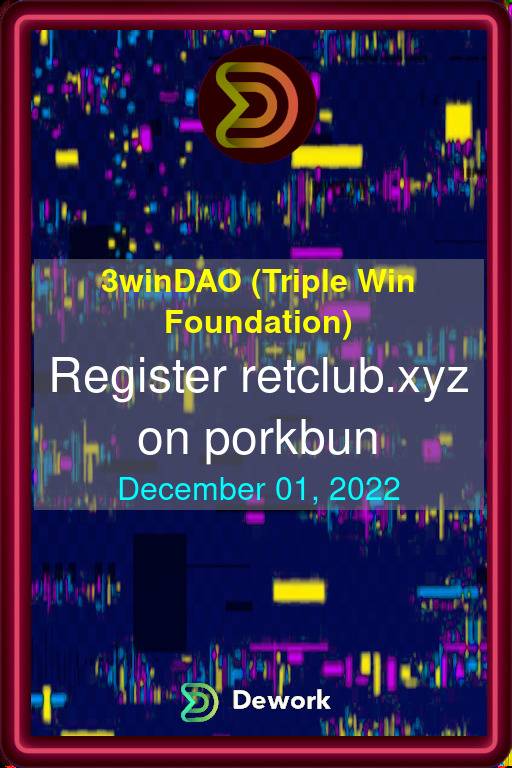 3winDAO (Triple Win
Foundation)
Register retclub.xyz
on porkbun
December 01, 2022
Dework